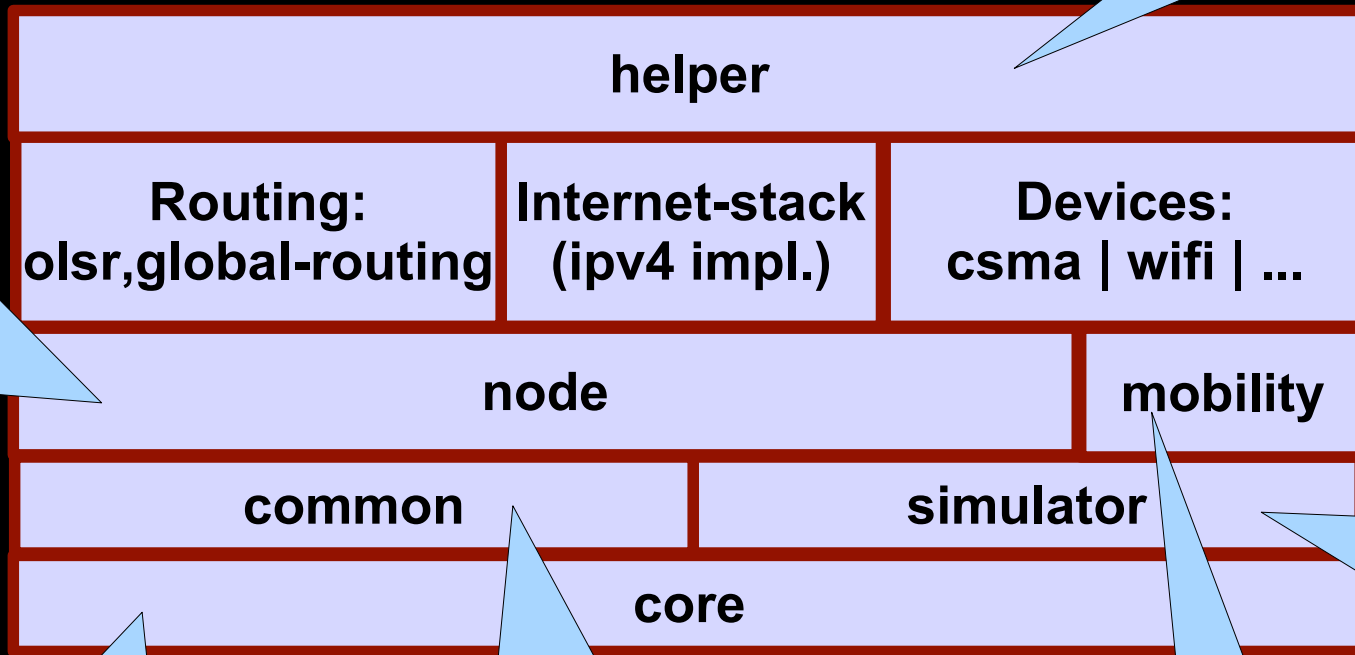 helper
Routing:
olsr,global-routing
Internet-stack
(ipv4 impl.)
Devices:
csma | wifi | ...
node
mobility
common
simulator
core